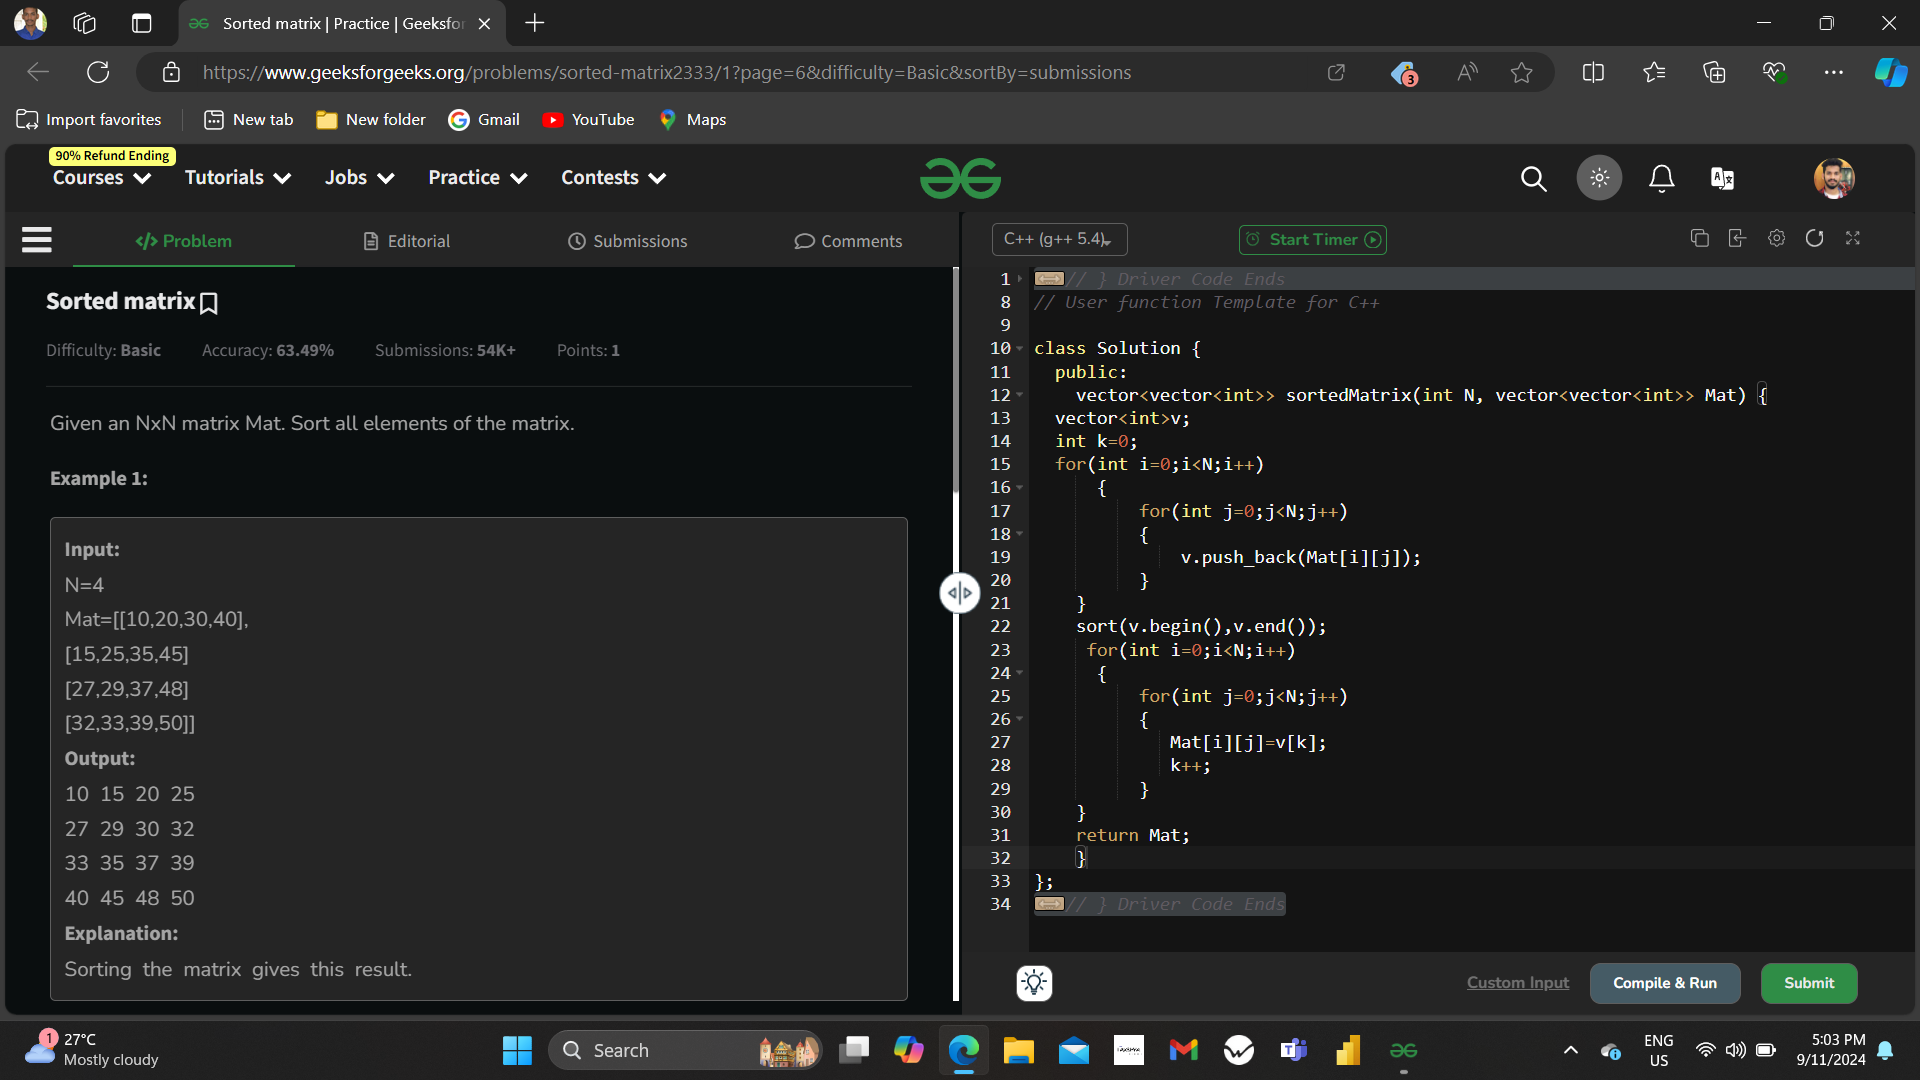 Sorted matrix | Practice | Geeksfor
https://www.geeksforgeeks.org/problems/sorted-matrix2333/1?page=6&difficulty=Basic&sortBy=submissions
3
Import favorites
New tab
New folder
Gmail
YouTube
Maps
90% Refund Ending
Courses
Tutorials
Jobs
Practice
Contests
Problem
Editorial
Submissions
Comments
C++ (g++ 5.4)
Start Timer
Sorted matrix
Difficulty: Basic
Accuracy: 63.49%
Submissions: 54K+
Points: 1
Given an NxN matrix Mat. Sort all elements of the matrix.
Example 1:
Input:
N=4
Mat=[[10,20,30,40],
[15,25,35,45]
[27,29,37,48]
[32,33,39,50]]
Output:
10 15 20 25
27 29 30 32
33 35 37 39
40 45 48 50
Explanation:
Sorting the matrix gives this result.
1 // } Driver Code Ends
8 // User function Template for C++
9
10 class Solution {
11 public:
12 vector<vector<int>> sortedMatrix(int N, vector<vector<int>> Mat) {
13 vector<int>v;
14 int k=0;
15 for(int i=0;i<N;i++)
16 {
17 for(int j=0;j<N;j++)
18 {
19 v.push_back(Mat[i][j]);
20 }
21 }
22 sort(v.begin(),v.end());
23 for(int i=0;i<N;i++)
24 {
25 for(int j=0;j<N;j++)
26 {
27 Mat[i][j]=v[k];
28 k++;
29 }
30 }
31 return Mat;
32 }
33 };
34 // } Driver Code Ends
Custom Input
Compile & Run
Submit
1
27°C
Mostly cloudy
Search
ENG
US
5:03 PM
9/11/2024